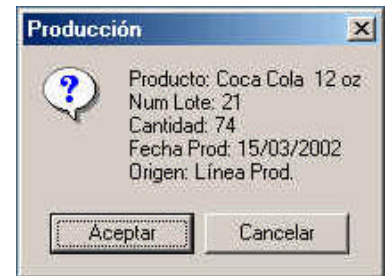 Producción
Producto: Coca Cola  12 oz
Num Lote: 21
Cantidad: 74
Fecha Prod: 15/03/2002
Origen: Línea Prod.
Aceptar
Cancelar